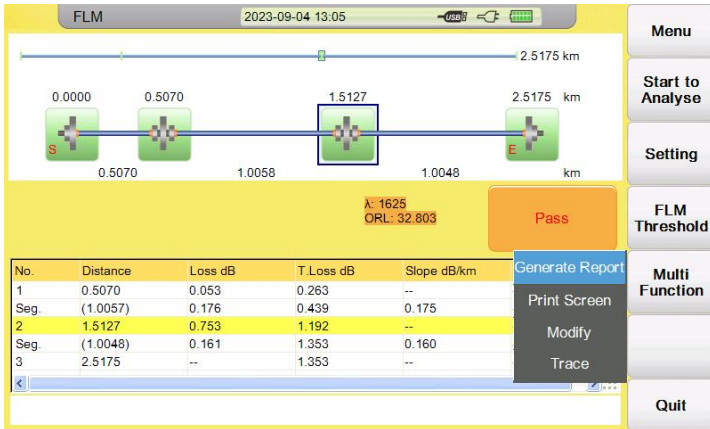 FLM 2023-09-04 13:05 USB
Menu
2.5175 km
Start to
Analyse
0.0000 0.5070 1.5127 2.5175 km
S E
Setting
0.5070 1.0058 1.0048 km
λ: 1625
ORL: 32.803
Pass
FLM
Threshold
No. Distance Loss dB T.Loss dB Slope dB/km
Generate Report
Print Screen
Modify
Trace
Multi
Function
1 0.5070 0.053 0.263 --
Seg. (1.0057) 0.176 0.439 0.175
2 1.5127 0.753 1.192 --
Seg. (1.0048) 0.161 1.353 0.160
3 2.5175 -- 1.353 --
Quit